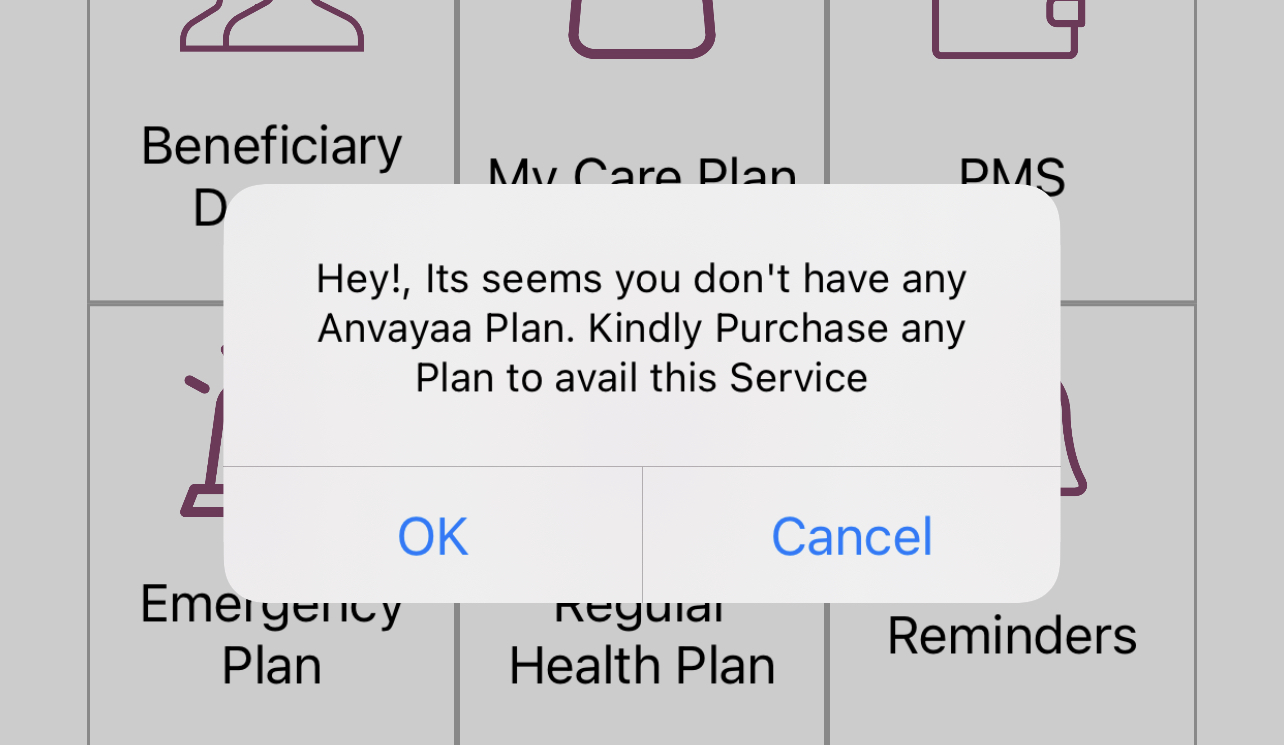 Beneficiary
My Care Plan
PMS
Hey!, Its seems you don't have any
Anvayaa Plan. Kindly Purchase any
Plan to avail this Service
OK
Cancel
Emergency
Plan
Regular
Health Plan
Reminders